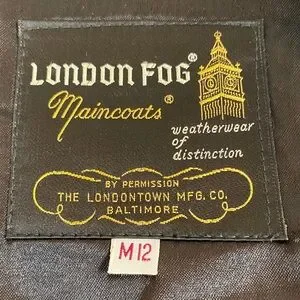 LONDON FOG®
Maincoats®
weatherwear
of
distinction
BY PERMISSION
THE LONDONTOWN MFG. CO.
BALTIMORE
M12